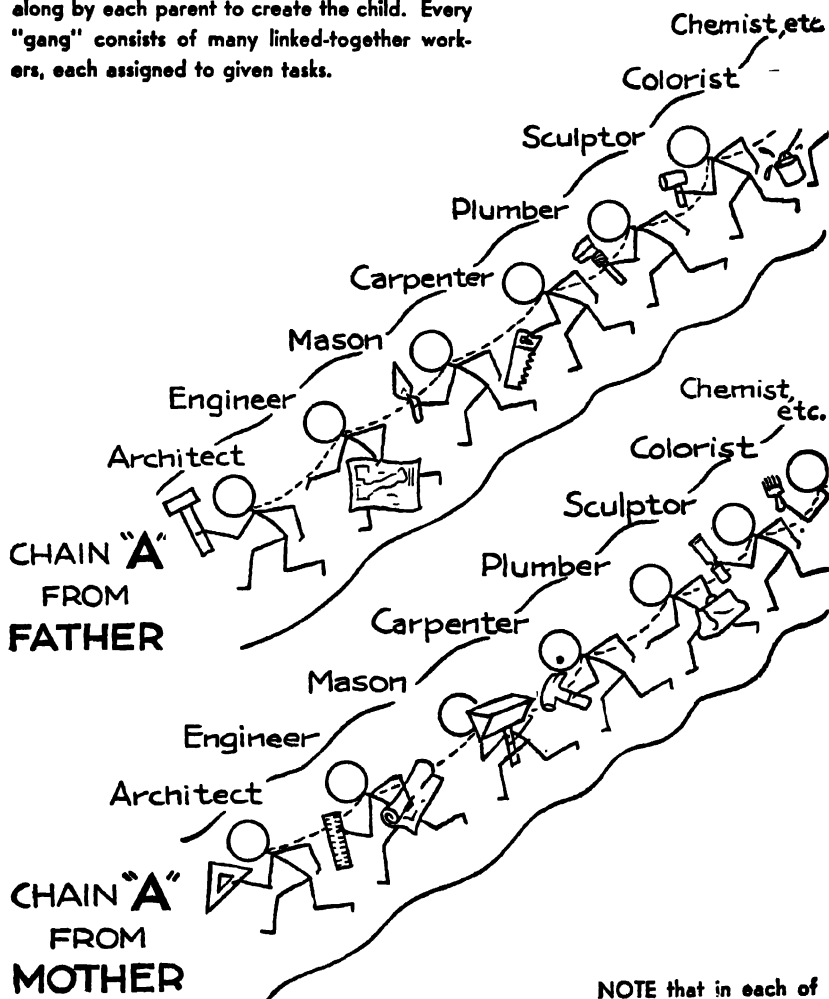 along by each parent to create the child. Every
"gang" consists of many linked-together work-
ers, each assigned to given tasks.
Chemist, etc.
Colorist
Sculptor
Plumber
Carpenter
Mason
Engineer
Architect
CHAIN "A"
FROM
FATHER
Chemist,
etc.
Colorist
Sculptor
Plumber
Carpenter
Mason
Engineer
Architect
CHAIN "A"
FROM
MOTHER
NOTE that in each of